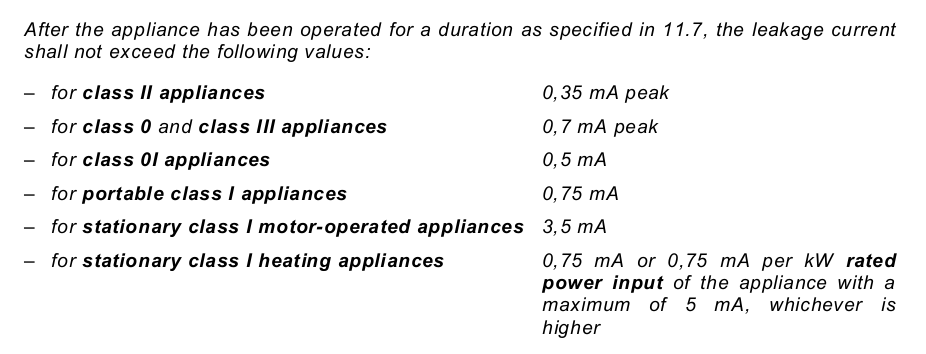 After the appliance has been operated for a duration as specified in 11.7, the leakage current
shall not exceed the following values:
– for class II appliances 0,35 mA peak
– for class 0 and class III appliances 0,7 mA peak
– for class 0I appliances 0,5 mA
– for portable class I appliances 0,75 mA
– for stationary class I motor-operated appliances 3,5 mA
– for stationary class I heating appliances 0,75 mA or 0,75 mA per kW rated
power input of the appliance with a
maximum of 5 mA, whichever is
higher